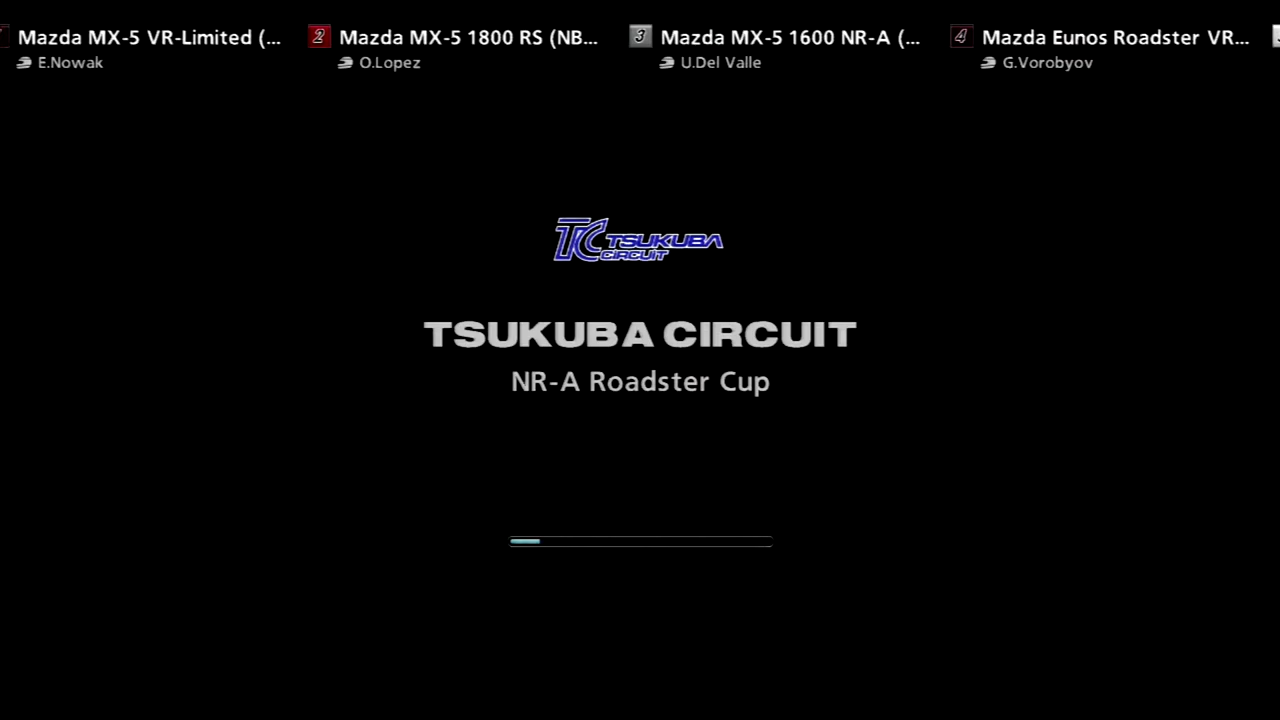 Mazda MX-5 VR-Limited (...
E.Nowak
2 Mazda MX-5 1800 RS (NB...
O.Lopez
3 Mazda MX-5 1600 NR-A (...
U.Del Valle
4 Mazda Eunos Roadster VR...
G.Vorobyov
TC TSUKUBA
CIRCUIT
TSUKUBA CIRCUIT
NR-A Roadster Cup